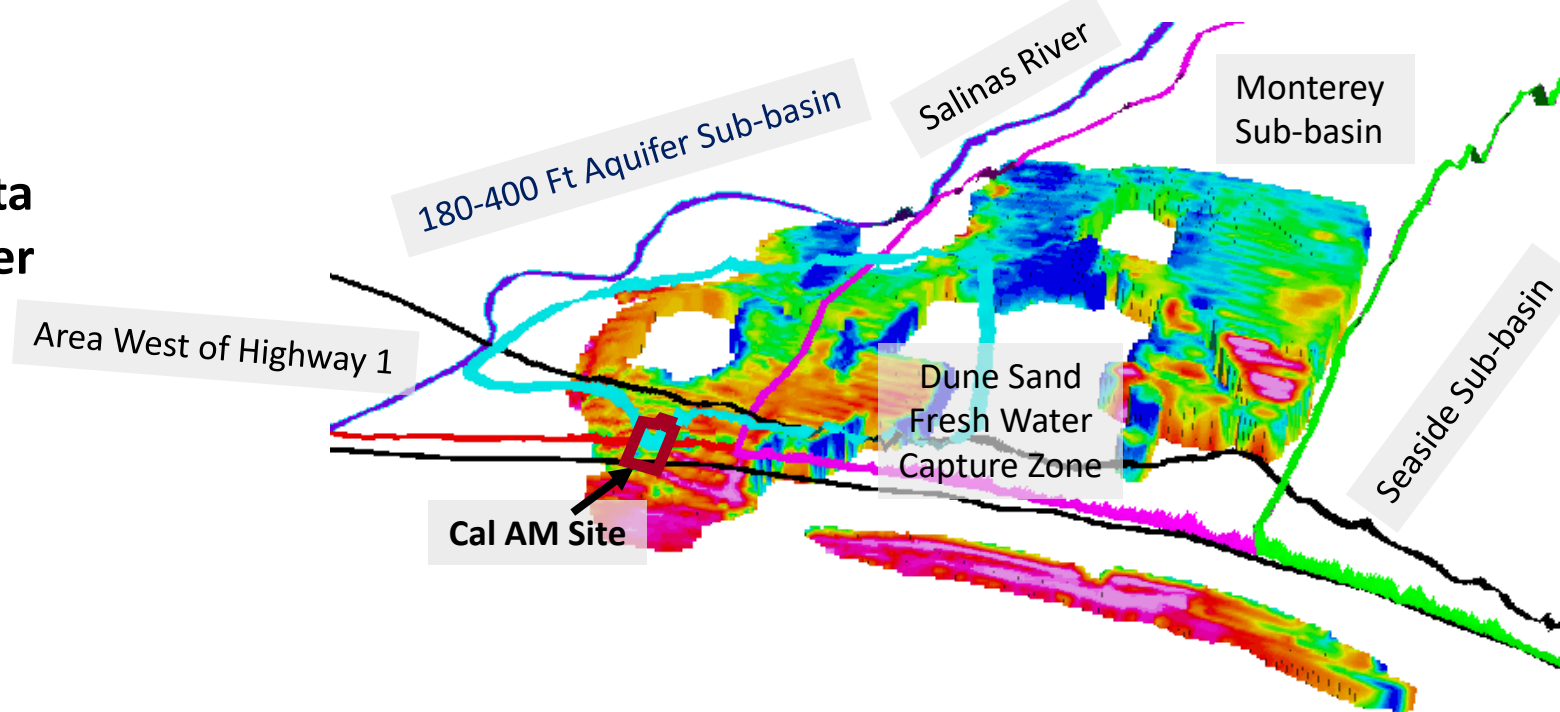 Salinas River
Monterey
Sub-basin
180-400 Ft Aquifer Sub-basin
ta
er
Area West of Highway 1
Dune Sand
Fresh Water
Capture Zone
Seaside Sub-basin
Cal AM Site